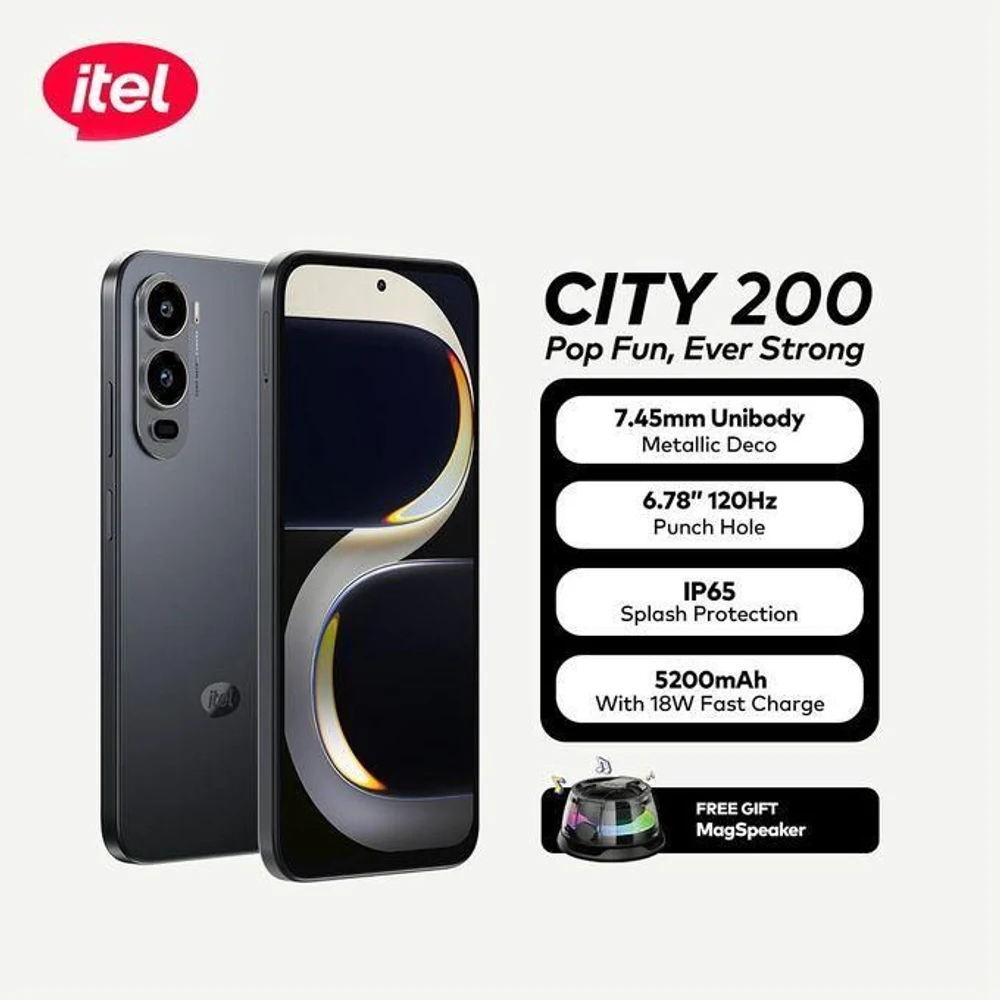 itel
CITY 200
Pop Fun, Ever Strong
7.45mm Unibody
Metallic Deco
6.78” 120Hz
Punch Hole
IP65
Splash Protection
5200mAh
With 18W Fast Charge
FREE GIFT
MagSpeaker
itel